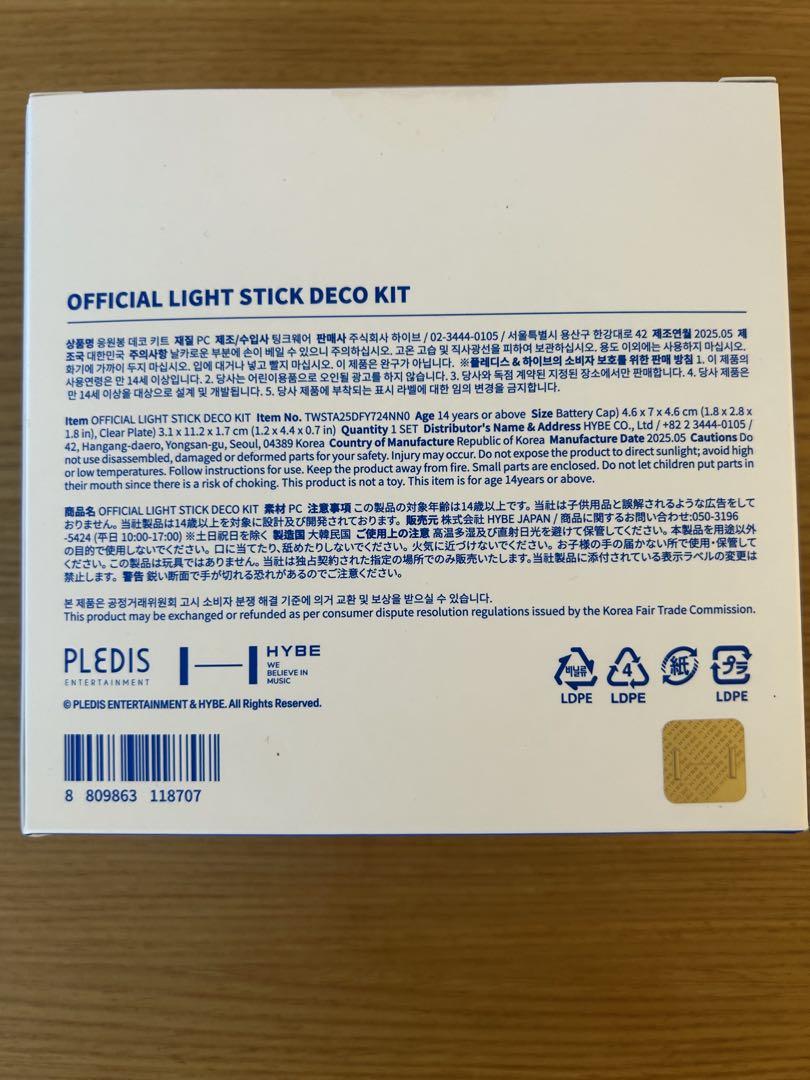 OFFICIAL LIGHT STICK DECO KIT
상품명 응원봉 데코 키트 재질 PC 제조/수입사 팅크웨어 판매사 주식회사 하이브 / 02-3444-0105 / 서울특별시 용산구 한강대로 42 제조연월 2025.05 제
조국 대한민국 주의사항 날카로운 부분에 손이 베일 수 있으니 주의하십시오. 고온 고습 및 직사광선을 피하여 보관하십시오. 용도 이외에는 사용하지 마십시오.
화기에 가까이 두지 마십시오. 입에 대거나 넣고 빨지 마십시오. 이 제품은 완구가 아닙니다. ※플레디스 & 하이브의 소비자 보호를 위한 판매 방침 1. 이 제품의
사용연령은 만 14세 이상입니다. 2. 당사는 어린이용품으로 오인될 광고를 하지 않습니다. 3. 당사와 독점 계약된 지정된 장소에서만 판매합니다. 4. 당사 제품은
만 14세 이상을 대상으로 설계 및 개발됩니다. 5. 당사 제품에 부착되는 표시 라벨에 대한 임의 변경을 금지합니다.
Item OFFICIAL LIGHT STICK DECO KIT Item No. TWSTA25DFY724NN0 Age 14 years or above Size Battery Cap) 4.6 x 7 x 4.6 cm (1.8 x 2.8 x
1.8 in), Clear Plate) 3.1 x 11.2 x 1.7 cm (1.2 x 4.4 x 0.7 in) Quantity 1 SET Distributor's Name & Address HYBE CO., Ltd / +82 2 3444-0105 /
42, Hangang-daero, Yongsan-gu, Seoul, 04389 Korea Country of Manufacture Republic of Korea Manufacture Date 2025.05 Cautions Do
not use disassembled, damaged or deformed parts for your safety. Injury may occur. Do not expose the product to direct sunlight; avoid high
or low temperatures. Follow instructions for use. Keep the product away from fire. Small parts are enclosed. Do not let children put parts in
their mouth since there is a risk of choking. This product is not a toy. This item is for age 14years or above.
商品名 OFFICIAL LIGHT STICK DECO KIT 素材 PC 注意事項 この製品の対象年齢は14歳以上です。当社は子供用品と誤解されるような広告をして
おりません。当社製品は14歳以上を対象に設計及び開発されております。 販売元 株式会社 HYBE JAPAN / 商品に関するお問い合わせ:050-3196
-5424 (平日 10:00-17:00) ※土日祝日を除く 製造国 大韓民国 ご使用上の注意 高温多湿及び直射日光を避けて保管してください。本製品を用途以外
の目的で使用しないでください。口に当てたり、舐めたりしないでください。火気に近づけないでください。お子様の手の届かない所で使用・保管して
ください。この製品は玩具ではありません。当社は独占契約された指定の場所でのみ販売いたします。当社製品に添付されている表示ラベルの変更は
禁止します。警告 鋭い断面で手が切れる恐れがあるのでご注意ください。
본 제품은 공정거래위원회 고시 소비자 분쟁 해결 기준에 의거 교환 및 보상을 받으실 수 있습니다.
This product may be exchanged or refunded as per consumer dispute resolution regulations issued by the Korea Fair Trade Commission.
PLEDIS
ENTERTAINMENT
HYBE
WE
BELIEVE IN
MUSIC
비닐류
LDPE
4
LDPE
紙
プラ
LDPE
© PLEDIS ENTERTAINMENT & HYBE. All Rights Reserved.
8 809863 118707